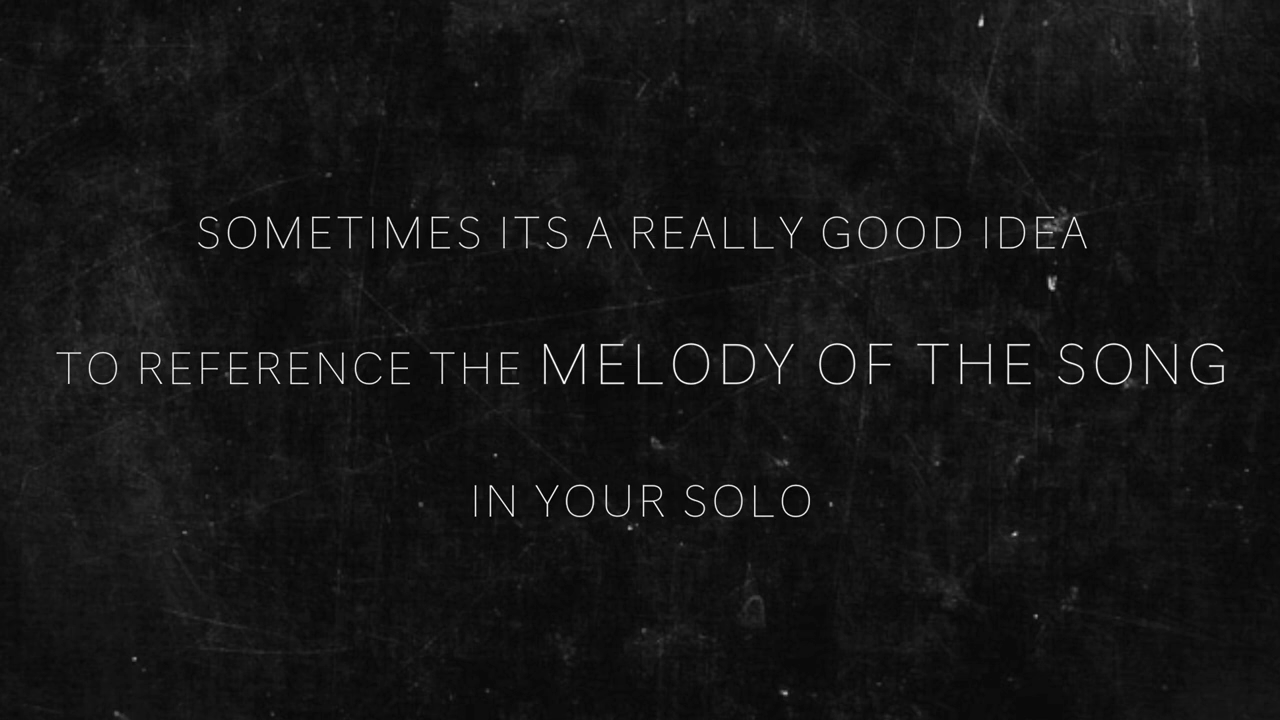 SOMETIMES ITS A REALLY GOOD IDEA
TO REFERENCE THE MELODY OF THE SONG
IN YOUR SOLO